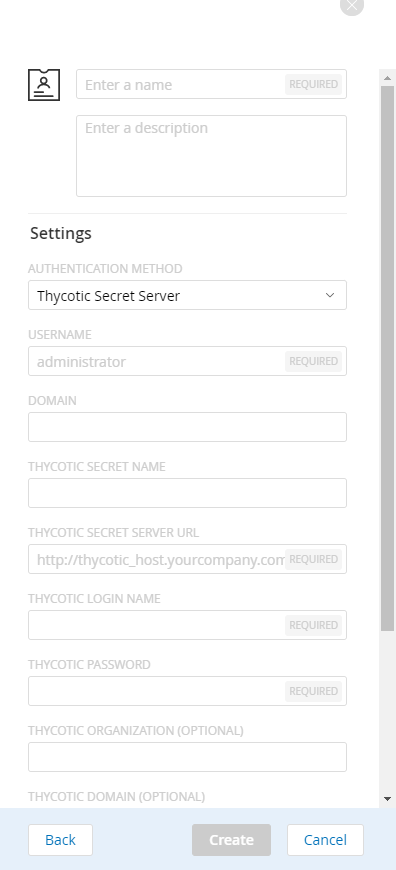 Enter a name REQUIRED
Enter a description
Settings
AUTHENTICATION METHOD
Thycotic Secret Server
USERNAME
administrator REQUIRED
DOMAIN
THYCOTIC SECRET NAME
THYCOTIC SECRET SERVER URL
http://thycotic_host.yourcompany.com REQUIRED
THYCOTIC LOGIN NAME
REQUIRED
THYCOTIC PASSWORD
REQUIRED
THYCOTIC ORGANIZATION (OPTIONAL)
THYCOTIC DOMAIN (OPTIONAL)
Back Create Cancel